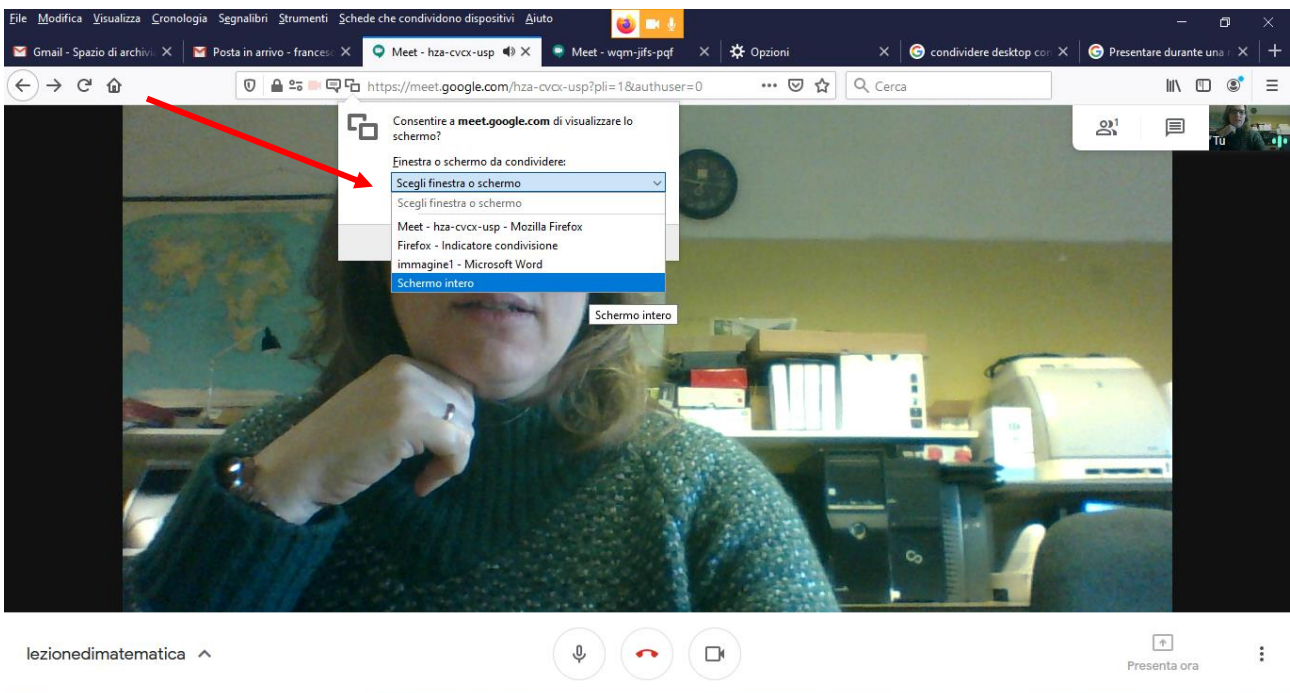 File Modifica Visualizza Cronologia Segnalibri Strumenti Schede che condividono dispositivi Aiuto
Gmail - Spazio di archivi
Posta in arrivo - francesc
Meet - hza-cvcx-usp
Meet - wqm-jifs-pqf
Opzioni
condividere desktop con
Presentare durante una r
https://meet.google.com/hza-cvcx-usp?pli=1&authuser=0
Cerca
Consentire a meet.google.com di visualizzare lo
schermo?
Finestra o schermo da condividere:
Scegli finestra o schermo
Scegli finestra o schermo
Meet - hza-cvcx-usp - Mozilla Firefox
Firefox - Indicatore condivisione
immagine1 - Microsoft Word
Schermo intero
Schermo intero
1
Tu
lezionedimatematica
Presenta ora